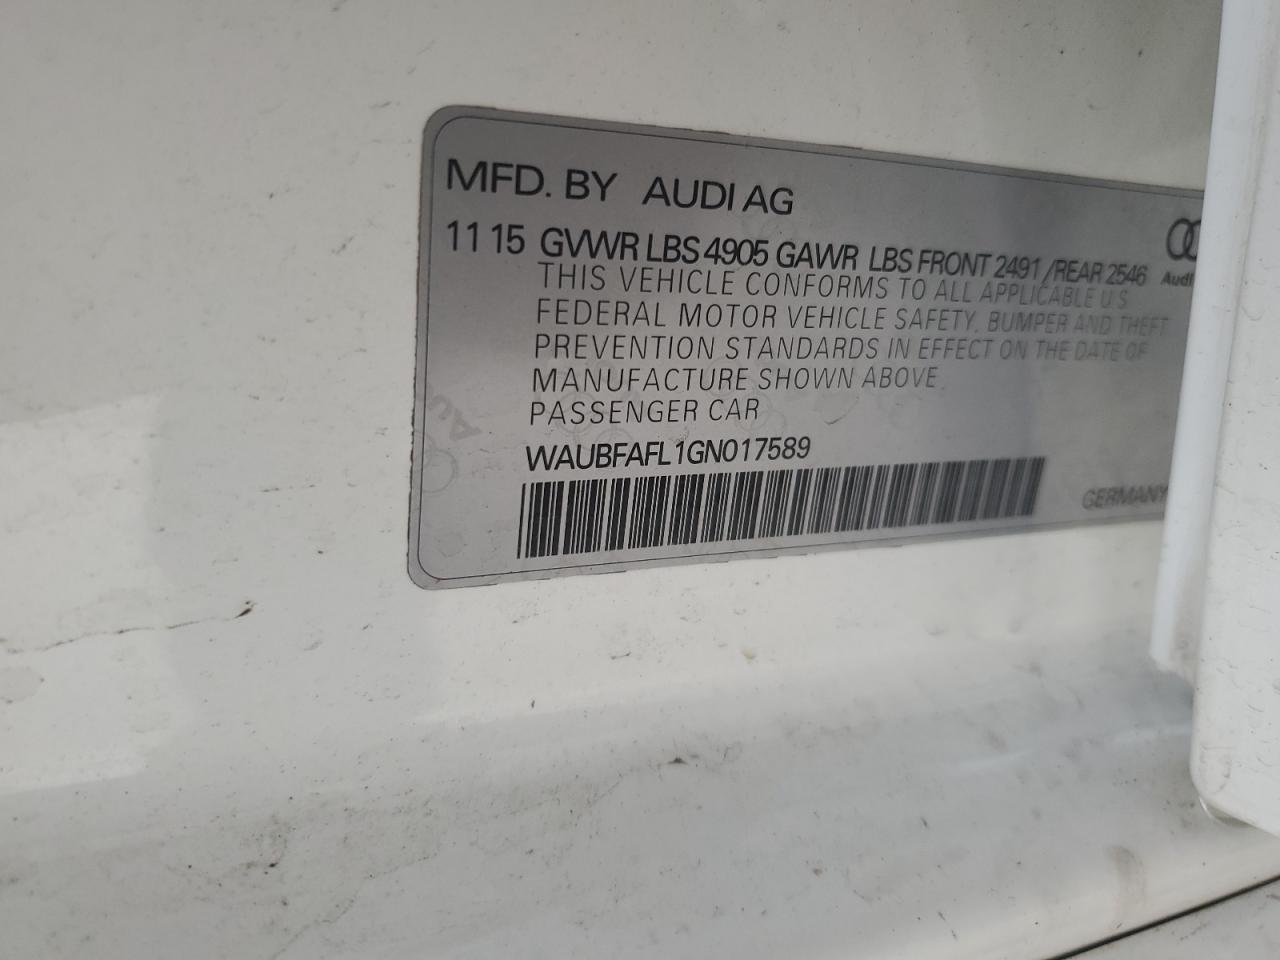 MFD. BY AUDI AG
11 15 GVWR LBS 4905 GAWR LBS FRONT 2491 /REAR 2546
Audi
THIS VEHICLE CONFORMS TO ALL APPLICABLE U.S.
FEDERAL MOTOR VEHICLE SAFETY, BUMPER AND THEFT
PREVENTION STANDARDS IN EFFECT ON THE DATE OF
MANUFACTURE SHOWN ABOVE.
PASSENGER CAR
WAUBFAFL1GN017589
GERMANY